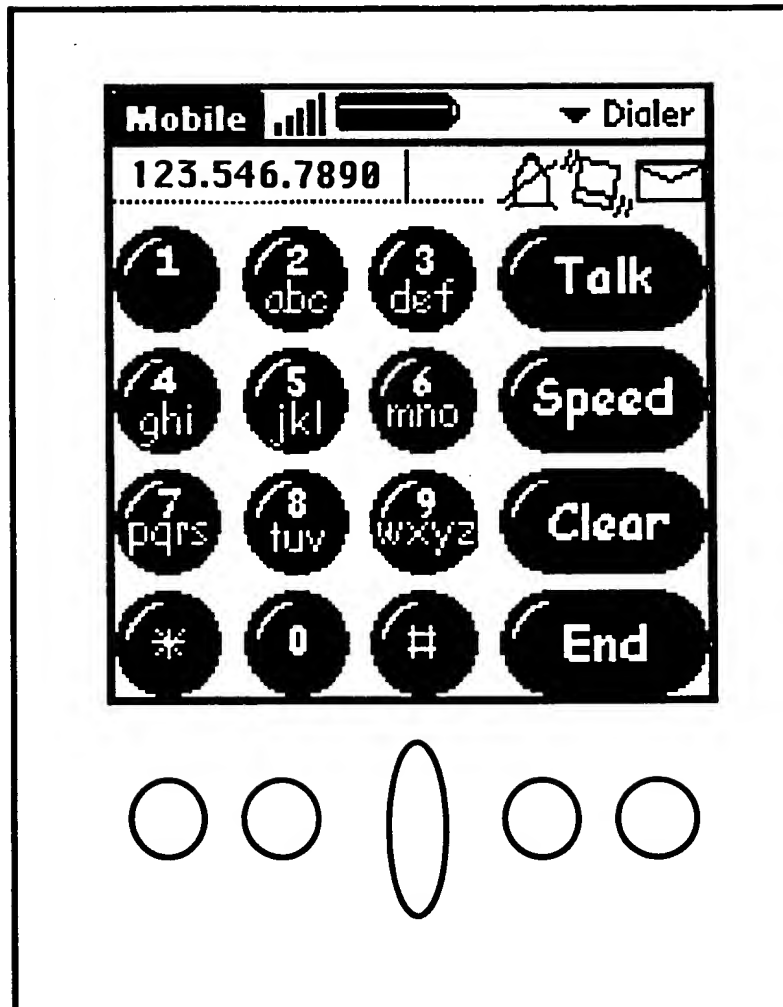 Mobile Dialer
123.546.7890
1 2 3 Talk
abc def
4 5 6 Speed
ghi jkl mno
7 8 9 Clear
pqrs tuv wxyz
* 0 # End